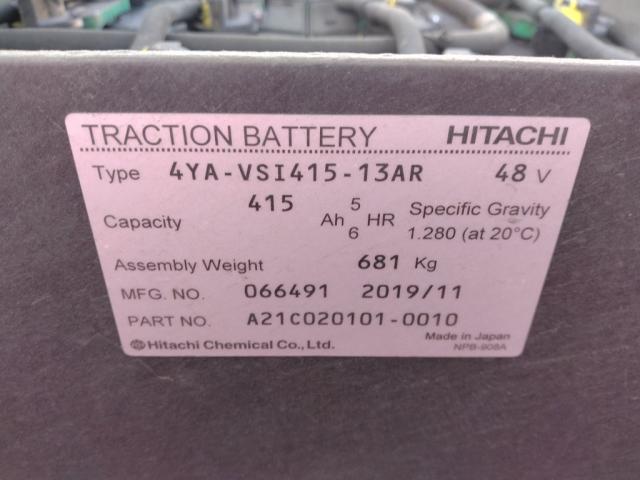 TRACTION BATTERY HITACHI
Type 4YA-VSI415-13AR 48 V
Capacity 415 Ah 5 HR Specific Gravity
6 1.280 (at 20°C)
Assembly Weight 681 Kg
MFG. NO. 066491 2019/11
PART NO. A21C020101-0010
Hitachi Chemical Co., Ltd. Made in Japan
NPB-908A